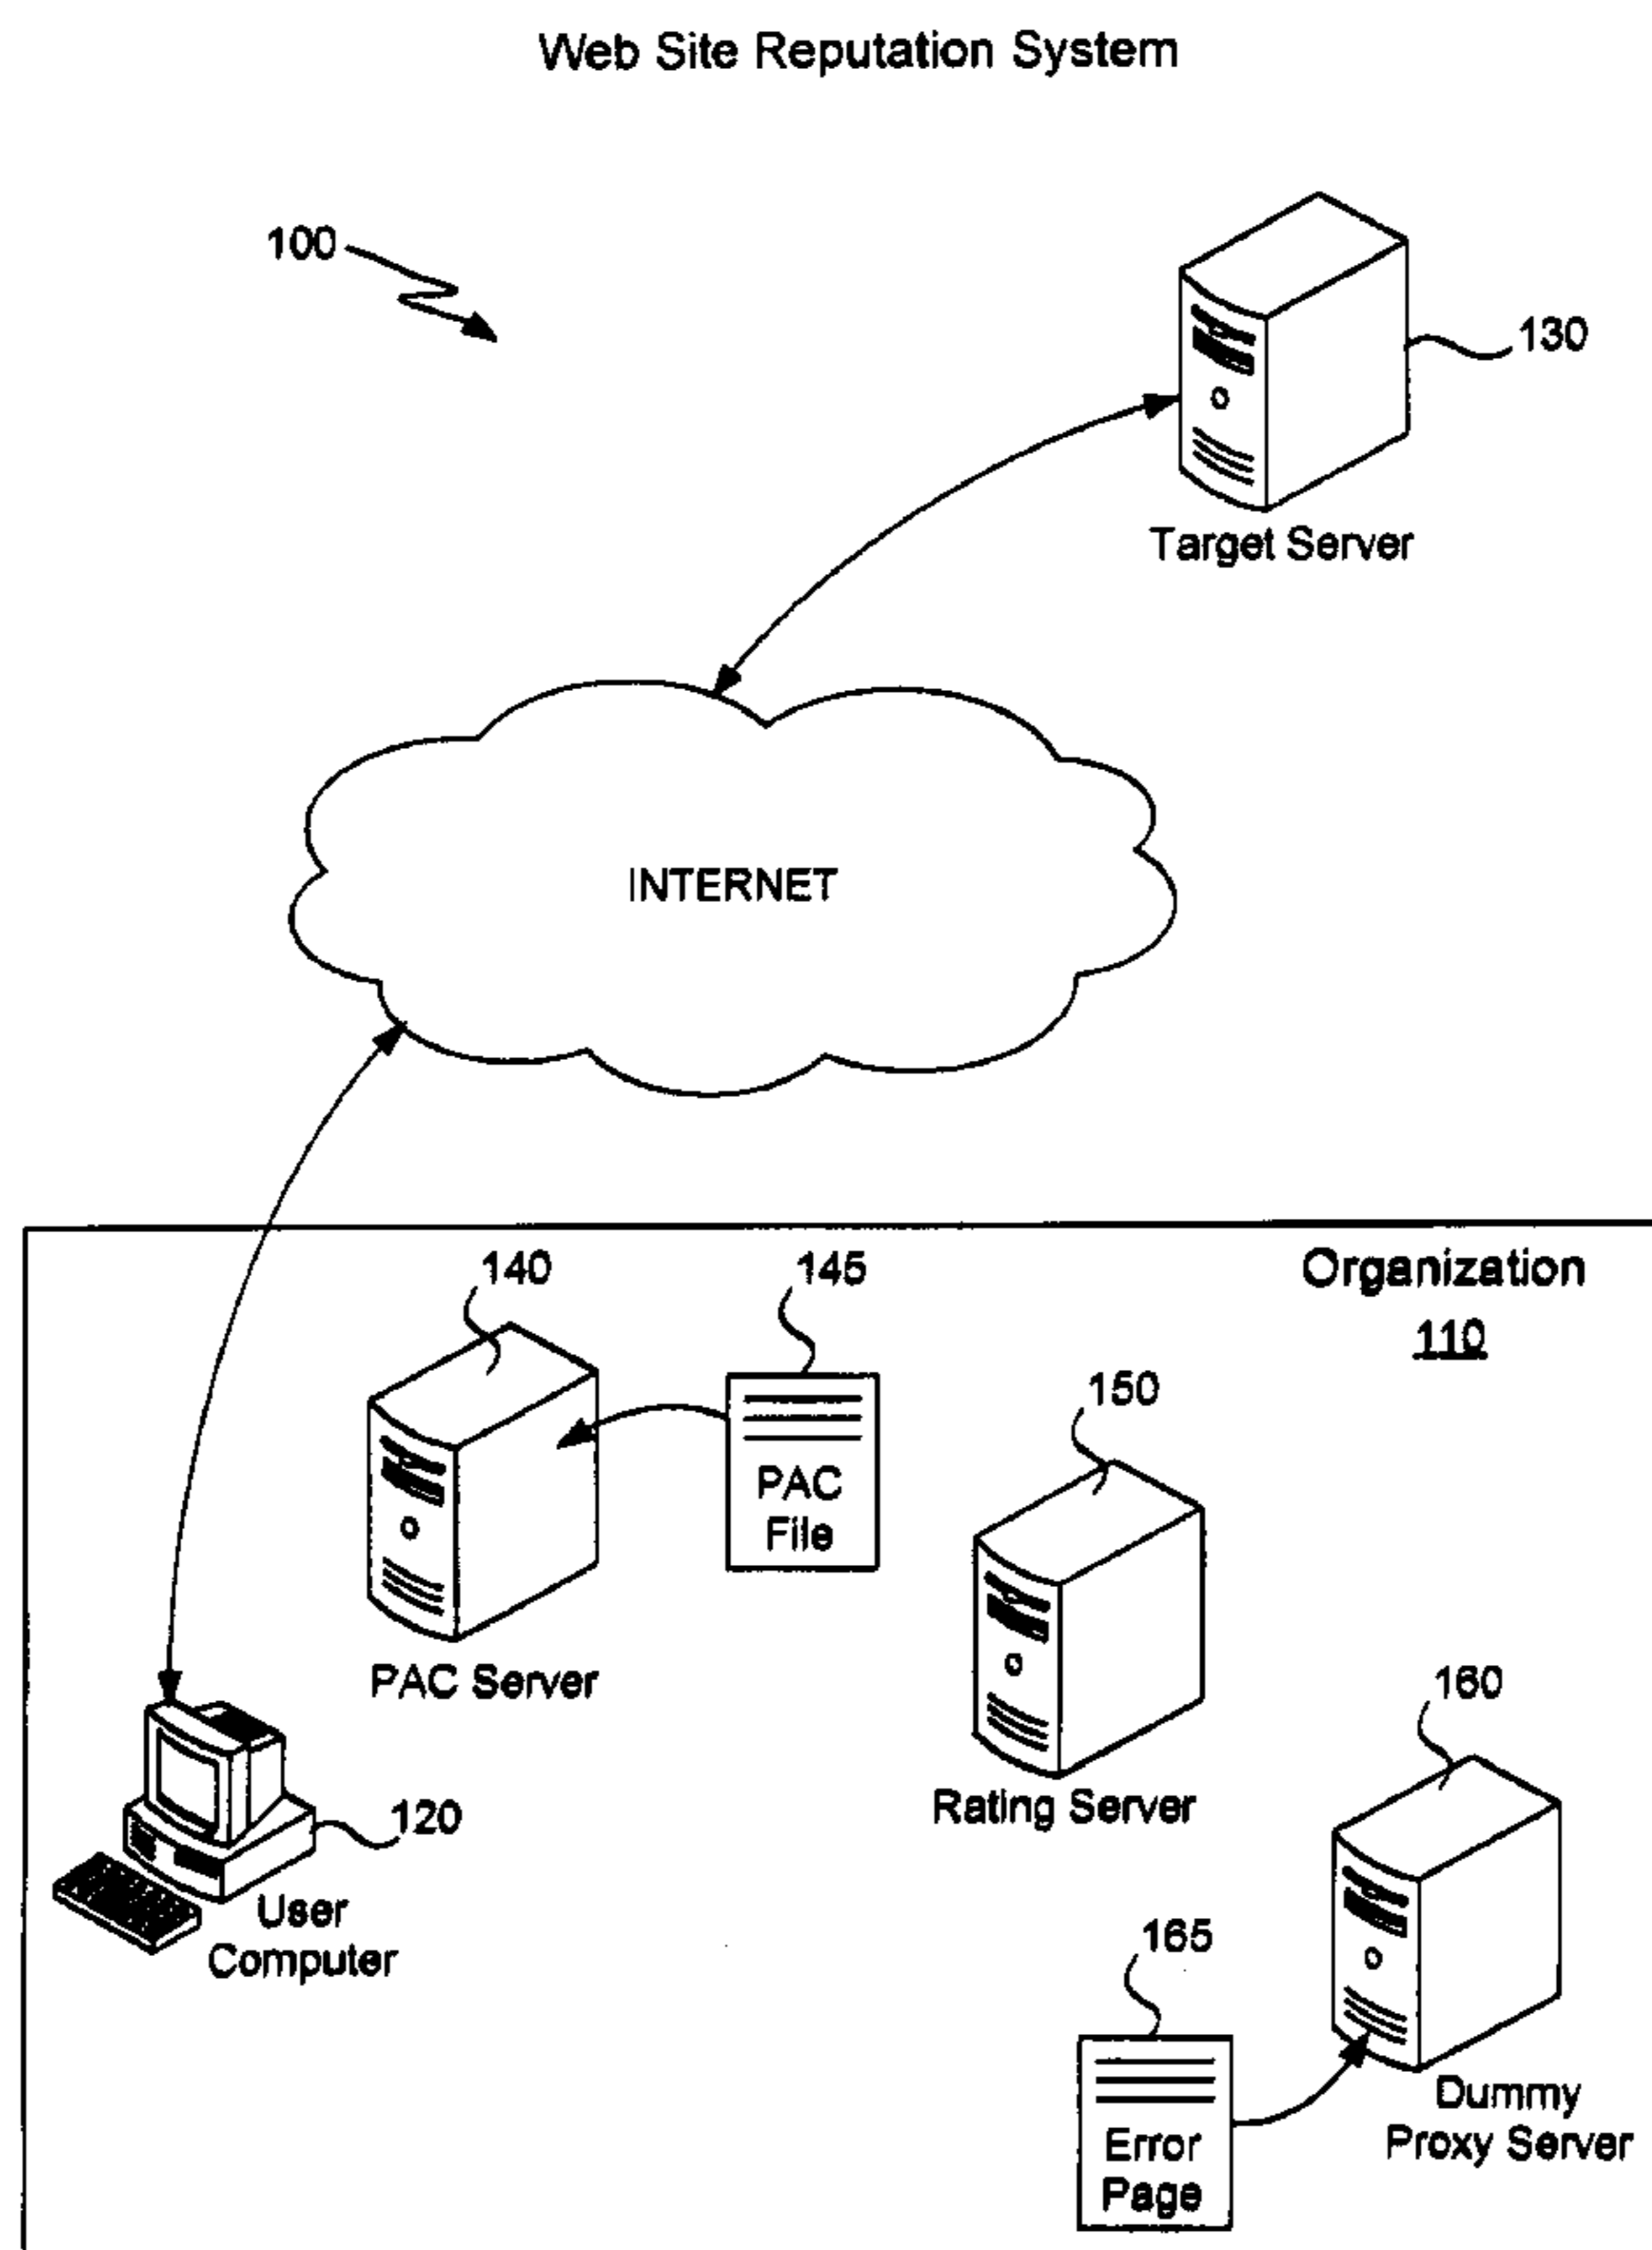 Web Site Reputation System
100
130
Target Server
INTERNET
Organization
110
140
145
PAC
File
PAC Server
150
Rating Server
120
User
Computer
160
Dummy
Proxy Server
165
Error
Page